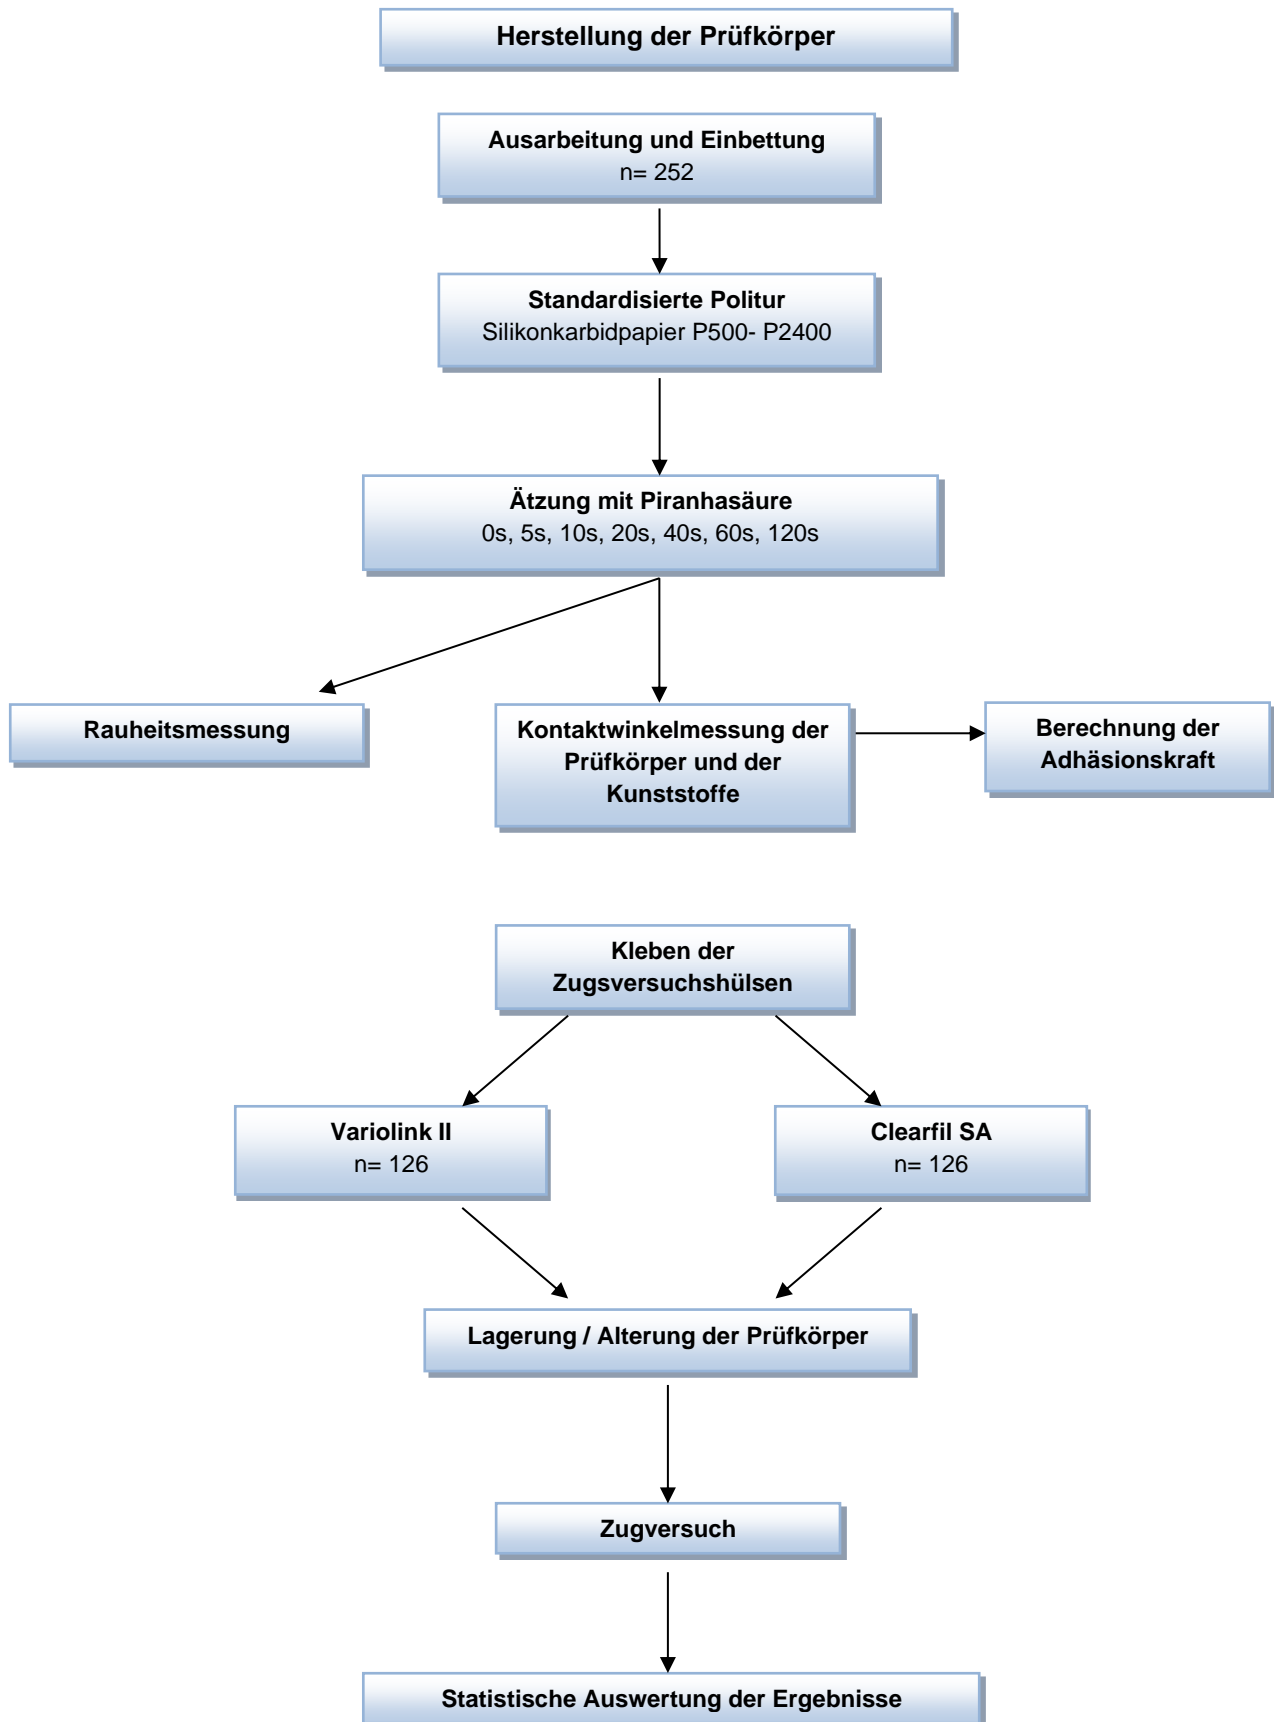 Herstellung der Prüfkörper
Ausarbeitung und Einbettung
n= 252
Standardisierte Politur
Silikonkarbidpapier P500- P2400
Ätzung mit Piranhasäure
0s, 5s, 10s, 20s, 40s, 60s, 120s
Rauheitsmessung
Kontaktwinkelmessung der
Prüfkörper und der
Kunststoffe
Berechnung der
Adhäsionskraft
Kleben der
Zugsversuchshülsen
Variolink II
n= 126
Clearfil SA
n= 126
Lagerung / Alterung der Prüfkörper
Zugversuch
Statistische Auswertung der Ergebnisse